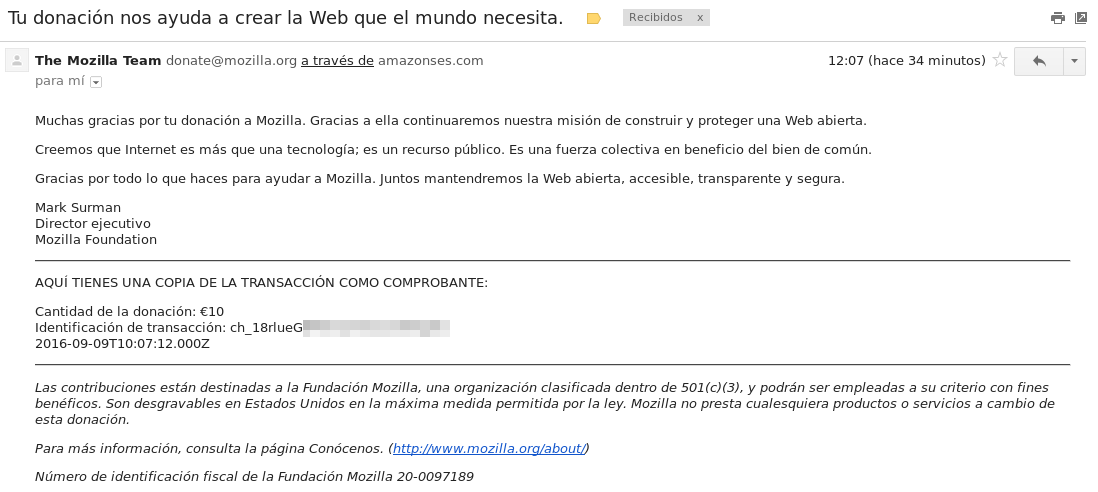 Tu donación nos ayuda a crear la Web que el mundo necesita. Recibidos x
The Mozilla Team donate@mozilla.org a través de amazonses.com 12:07 (hace 34 minutos)
para mí
Muchas gracias por tu donación a Mozilla. Gracias a ella continuaremos nuestra misión de construir y proteger una Web abierta.
Creemos que Internet es más que una tecnología; es un recurso público. Es una fuerza colectiva en beneficio del bien de común.
Gracias por todo lo que haces para ayudar a Mozilla. Juntos mantendremos la Web abierta, accesible, transparente y segura.
Mark Surman
Director ejecutivo
Mozilla Foundation
AQUÍ TIENES UNA COPIA DE LA TRANSACCIÓN COMO COMPROBANTE:
Cantidad de la donación: €10
Identificación de transacción: ch_18rlueG
2016-09-09T10:07:12.000Z
Las contribuciones están destinadas a la Fundación Mozilla, una organización clasificada dentro de 501(c)(3), y podrán ser empleadas a su criterio con fines
benéficos. Son desgravables en Estados Unidos en la máxima medida permitida por la ley. Mozilla no presta cualesquiera productos o servicios a cambio de
esta donación.
Para más información, consulta la página Conócenos. (http://www.mozilla.org/about/)
Número de identificación fiscal de la Fundación Mozilla 20-0097189